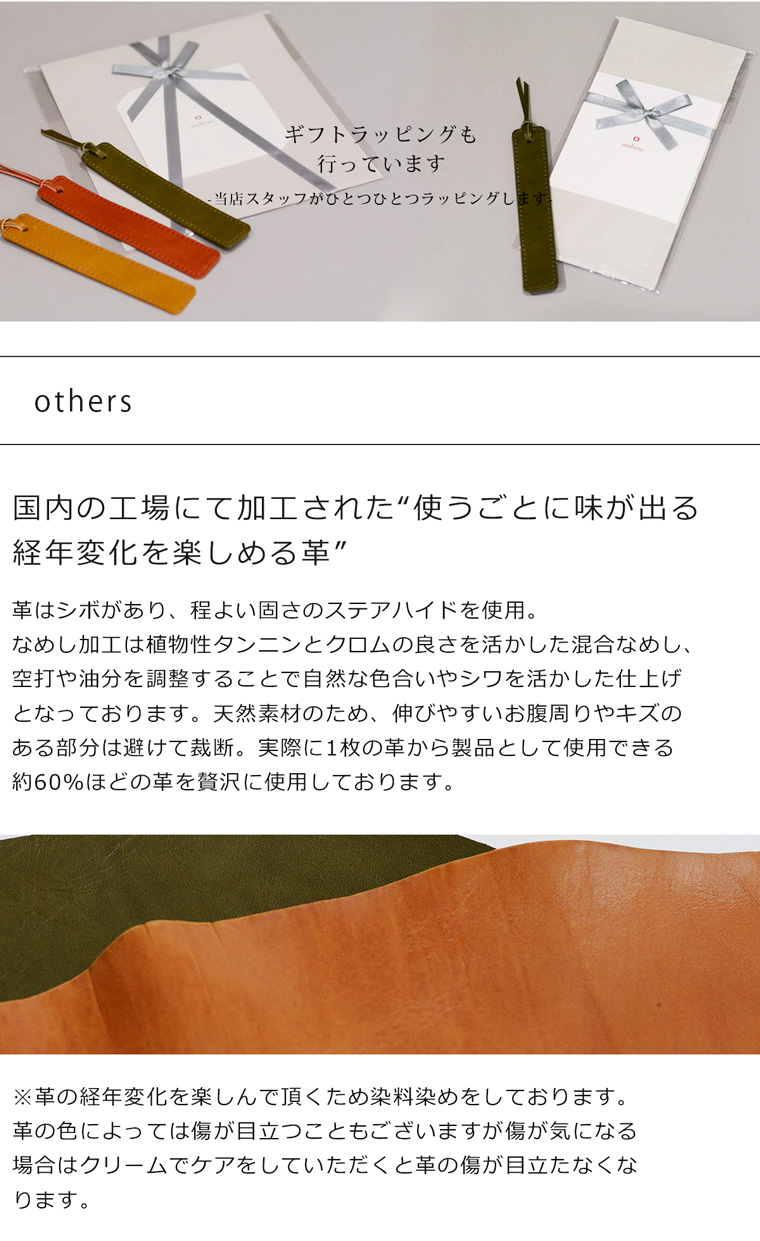 ギフトラッピングも
行っています
-当店スタッフがひとつひとつラッピングします-
others
国内の工場にて加工された“使うごとに味が出る
経年変化を楽しめる革”
革はシボがあり、程よい固さのステアハイドを使用。
なめし加工は植物性タンニンとクロムの良さを活かした混合なめし、
空打や油分を調整することで自然な色合いやシワを活かした仕上げ
となっております。天然素材のため、伸びやすいお腹周りやキズの
ある部分は避けて裁断。実際に1枚の革から製品として使用できる
約60%ほどの革を贅沢に使用しております。
※革の経年変化を楽しんで頂くため染料染めをしております。
革の色によっては傷が目立つこともございますが傷が気になる
場合はクリームでケアをしていただくと革の傷が目立たなくな
ります。